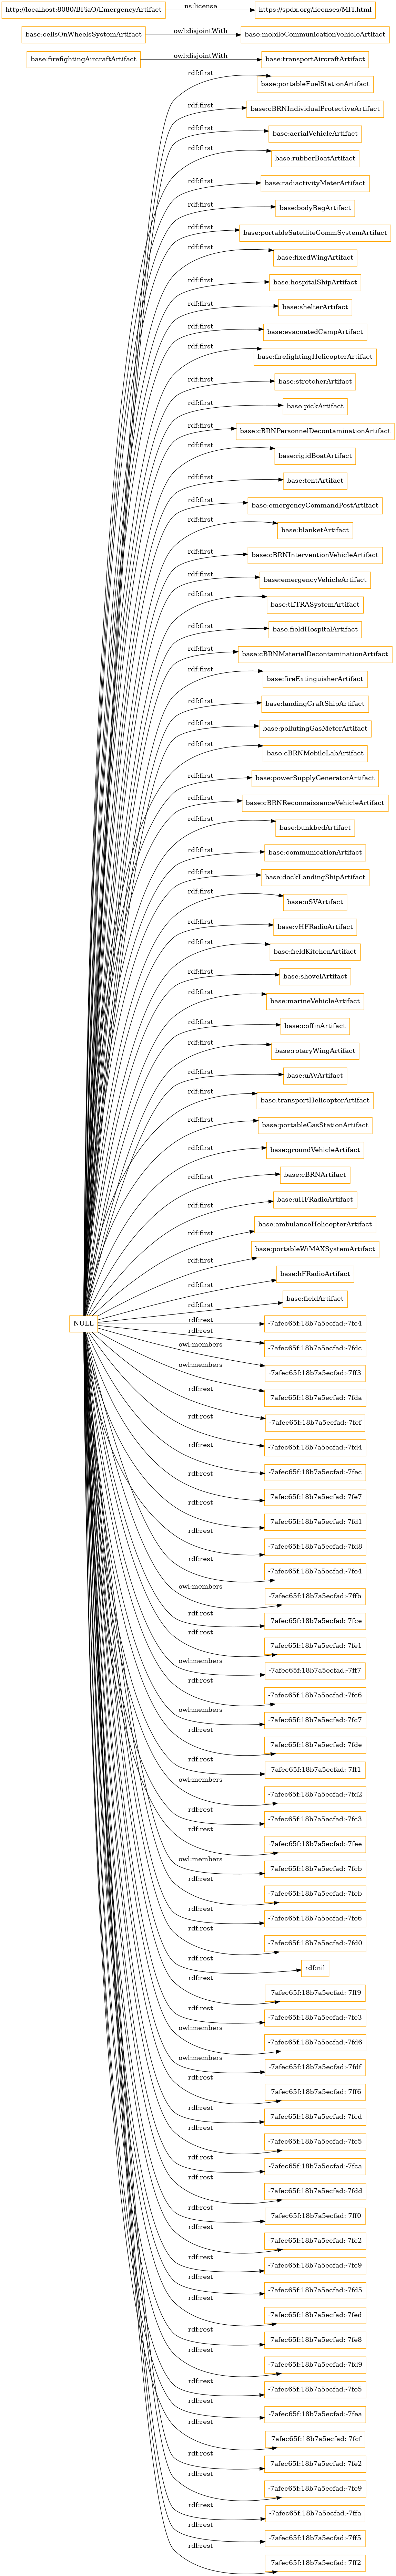 http://localhost:8080/BFiaO/EmergencyArtifact ns:license https://spdx.org/licenses/MIT.html
base:cellsOnWheelsSystemArtifact owl:disjointWith base:mobileCommunicationVehicleArtifact
base:firefightingAircraftArtifact owl:disjointWith base:transportAircraftArtifact
rdf:first base:portableFuelStationArtifact
rdf:first base:cBRNIndividualProtectiveArtifact
rdf:first base:aerialVehicleArtifact
rdf:first base:rubberBoatArtifact
rdf:first base:radiactivityMeterArtifact
rdf:first base:bodyBagArtifact
rdf:first base:portableSatelliteCommSystemArtifact
rdf:first base:fixedWingArtifact
rdf:first base:hospitalShipArtifact
rdf:first base:shelterArtifact
rdf:first base:evacuatedCampArtifact
rdf:first base:firefightingHelicopterArtifact
rdf:first base:stretcherArtifact
rdf:first base:pickArtifact
rdf:first base:cBRNPersonnelDecontaminationArtifact
rdf:first base:rigidBoatArtifact
rdf:first base:tentArtifact
rdf:first base:emergencyCommandPostArtifact
rdf:first base:blanketArtifact
rdf:first base:cBRNInterventionVehicleArtifact
rdf:first base:emergencyVehicleArtifact
rdf:first base:tETRASystemArtifact
rdf:first base:fieldHospitalArtifact
rdf:first base:cBRNMaterielDecontaminationArtifact
rdf:first base:fireExtinguisherArtifact
rdf:first base:landingCraftShipArtifact
rdf:first base:pollutingGasMeterArtifact
rdf:first base:cBRNMobileLabArtifact
rdf:first base:powerSupplyGeneratorArtifact
rdf:first base:cBRNReconnaissanceVehicleArtifact
rdf:first base:bunkbedArtifact
rdf:first base:communicationArtifact
rdf:first base:dockLandingShipArtifact
rdf:first base:uSVArtifact
rdf:first base:vHFRadioArtifact
rdf:first base:fieldKitchenArtifact
rdf:first base:shovelArtifact
rdf:first base:marineVehicleArtifact
rdf:first base:coffinArtifact
rdf:first base:rotaryWingArtifact
rdf:first base:uAVArtifact
rdf:first base:transportHelicopterArtifact
rdf:first base:portableGasStationArtifact
rdf:first base:groundVehicleArtifact
rdf:first base:cBRNArtifact
rdf:first base:uHFRadioArtifact
rdf:first base:ambulanceHelicopterArtifact
rdf:first base:portableWiMAXSystemArtifact
rdf:first base:hFRadioArtifact
rdf:first base:fieldArtifact
NULL rdf:rest -7afec65f:18b7a5ecfad:-7fc4
rdf:rest -7afec65f:18b7a5ecfad:-7fdc
owl:members -7afec65f:18b7a5ecfad:-7ff3
owl:members -7afec65f:18b7a5ecfad:-7fda
rdf:rest -7afec65f:18b7a5ecfad:-7fef
rdf:rest -7afec65f:18b7a5ecfad:-7fd4
rdf:rest -7afec65f:18b7a5ecfad:-7fec
rdf:rest -7afec65f:18b7a5ecfad:-7fe7
rdf:rest -7afec65f:18b7a5ecfad:-7fd1
rdf:rest -7afec65f:18b7a5ecfad:-7fd8
rdf:rest -7afec65f:18b7a5ecfad:-7fe4
owl:members -7afec65f:18b7a5ecfad:-7ffb
rdf:rest -7afec65f:18b7a5ecfad:-7fce
rdf:rest -7afec65f:18b7a5ecfad:-7fe1
owl:members -7afec65f:18b7a5ecfad:-7ff7
rdf:rest -7afec65f:18b7a5ecfad:-7fc6
owl:members -7afec65f:18b7a5ecfad:-7fc7
rdf:rest -7afec65f:18b7a5ecfad:-7fde
rdf:rest -7afec65f:18b7a5ecfad:-7ff1
owl:members -7afec65f:18b7a5ecfad:-7fd2
rdf:rest -7afec65f:18b7a5ecfad:-7fc3
rdf:rest -7afec65f:18b7a5ecfad:-7fee
owl:members -7afec65f:18b7a5ecfad:-7fcb
rdf:rest -7afec65f:18b7a5ecfad:-7feb
rdf:rest -7afec65f:18b7a5ecfad:-7fe6
rdf:rest -7afec65f:18b7a5ecfad:-7fd0
rdf:rest rdf:nil
rdf:rest -7afec65f:18b7a5ecfad:-7ff9
rdf:rest -7afec65f:18b7a5ecfad:-7fe3
owl:members -7afec65f:18b7a5ecfad:-7fd6
owl:members -7afec65f:18b7a5ecfad:-7fdf
rdf:rest -7afec65f:18b7a5ecfad:-7ff6
rdf:rest -7afec65f:18b7a5ecfad:-7fcd
rdf:rest -7afec65f:18b7a5ecfad:-7fc5
rdf:rest -7afec65f:18b7a5ecfad:-7fca
rdf:rest -7afec65f:18b7a5ecfad:-7fdd
rdf:rest -7afec65f:18b7a5ecfad:-7ff0
rdf:rest -7afec65f:18b7a5ecfad:-7fc2
rdf:rest -7afec65f:18b7a5ecfad:-7fc9
rdf:rest -7afec65f:18b7a5ecfad:-7fd5
rdf:rest -7afec65f:18b7a5ecfad:-7fed
rdf:rest -7afec65f:18b7a5ecfad:-7fe8
rdf:rest -7afec65f:18b7a5ecfad:-7fd9
rdf:rest -7afec65f:18b7a5ecfad:-7fe5
rdf:rest -7afec65f:18b7a5ecfad:-7fea
rdf:rest -7afec65f:18b7a5ecfad:-7fcf
rdf:rest -7afec65f:18b7a5ecfad:-7fe2
rdf:rest -7afec65f:18b7a5ecfad:-7fe9
rdf:rest -7afec65f:18b7a5ecfad:-7ffa
rdf:rest -7afec65f:18b7a5ecfad:-7ff5
rdf:rest -7afec65f:18b7a5ecfad:-7ff2